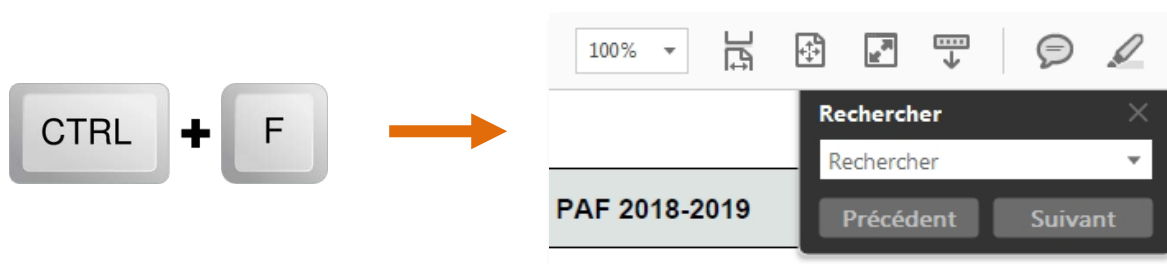 CTRL + F
100%
Rechercher
Rechercher
Précédent Suivant
PAF 2018-2019